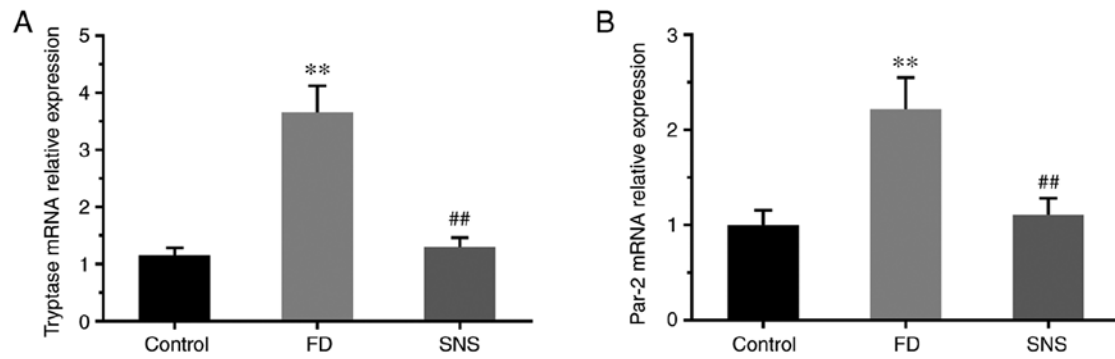 A
Tryptase mRNA relative expression
5
4
3
2
1
0
**
##
Control FD SNS
B
Par-2 mRNA relative expression
3
2
1
0
**
##
Control FD SNS